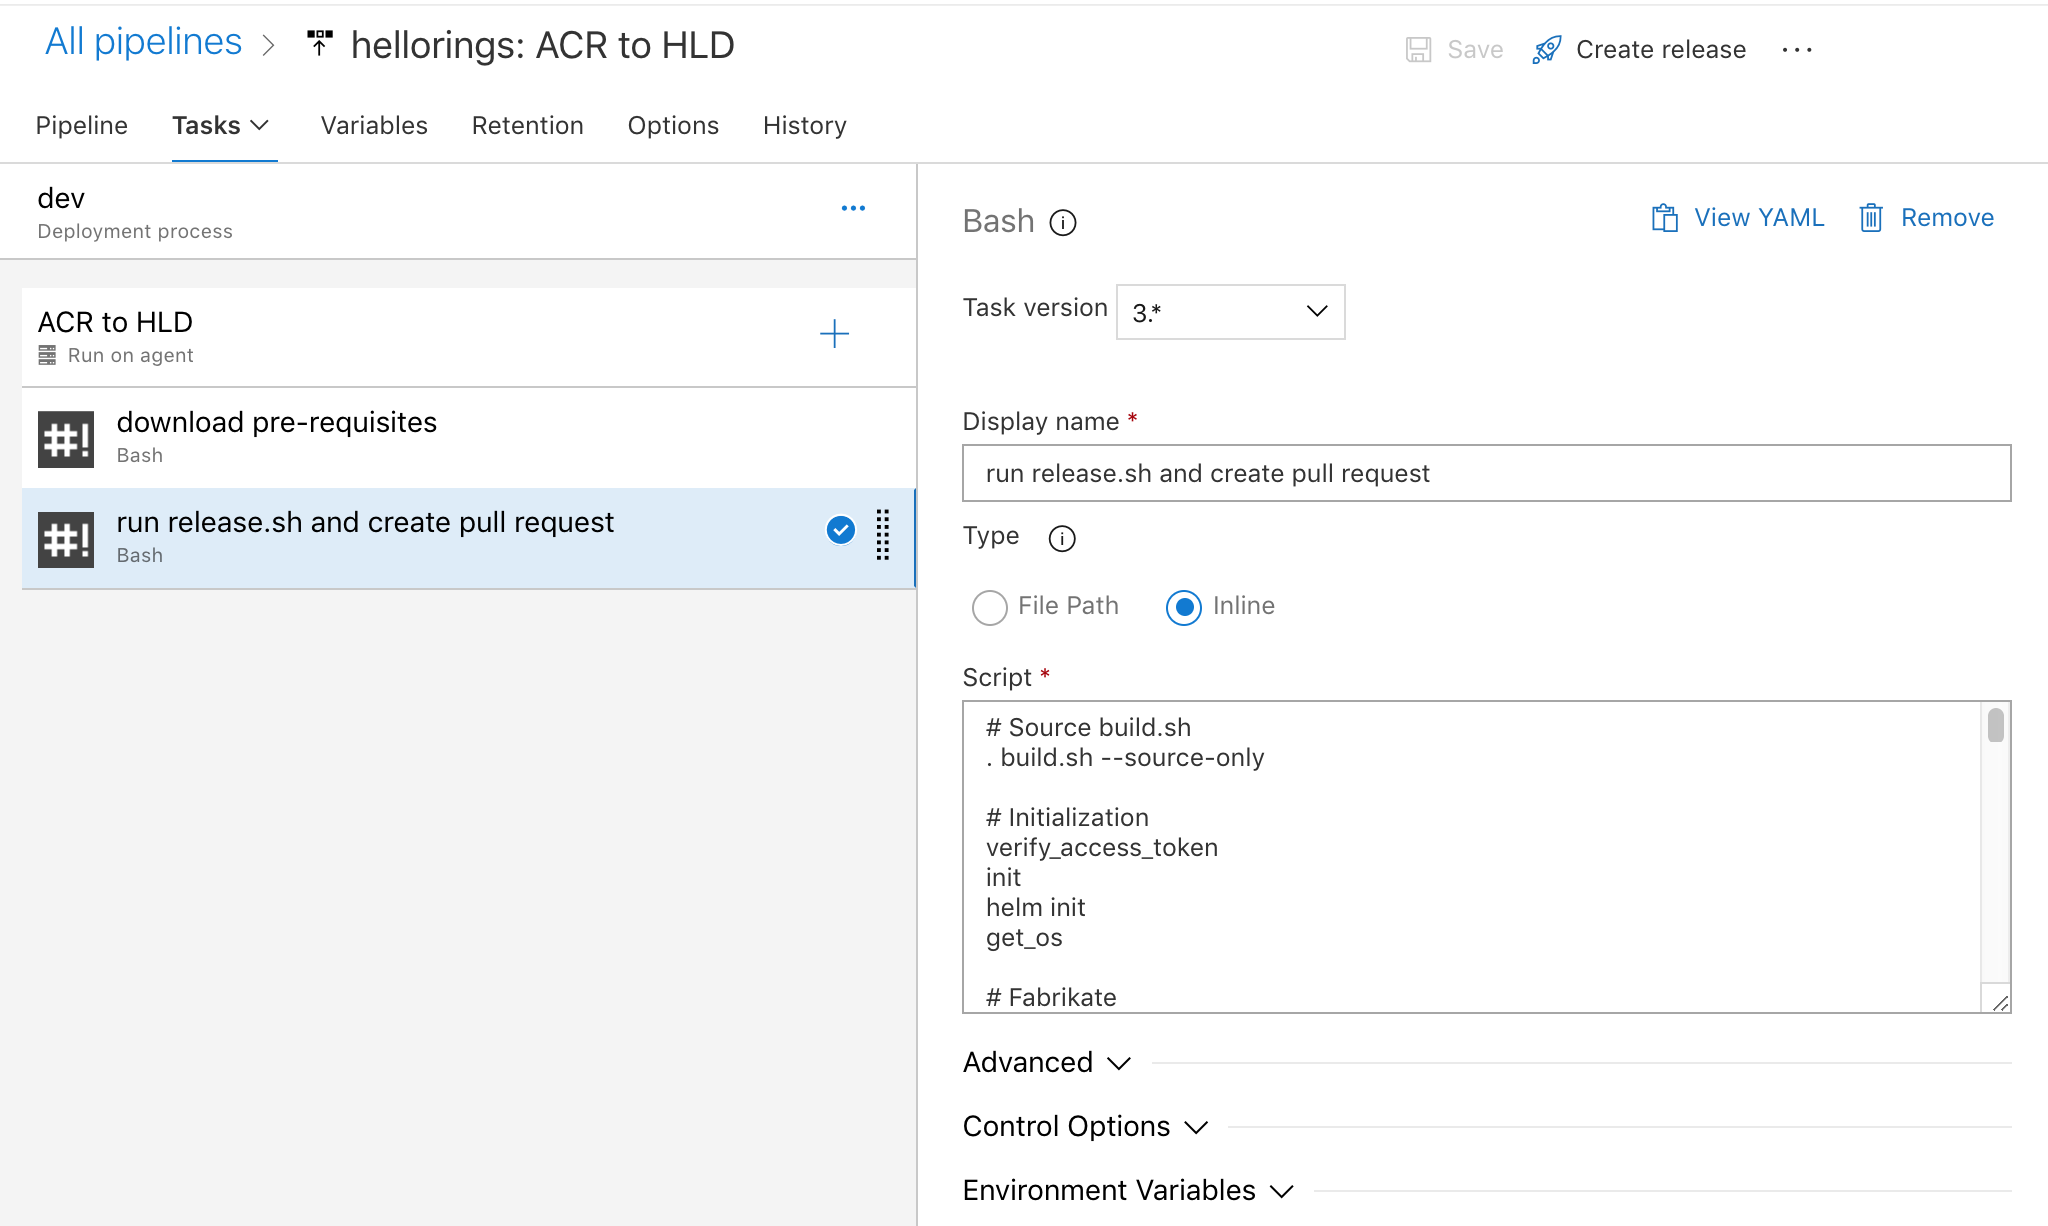 All pipelines
hellorings: ACR to HLD
Save
Create release
Pipeline
Tasks
Variables
Retention
Options
History
dev
Deployment process
ACR to HLD
Run on agent
#!
download pre-requisites
Bash
#!
run release.sh and create pull request
Bash
Bash
View YAML
Remove
Task version
3.*
Display name *
run release.sh and create pull request
Type
File Path
Inline
Script *
# Source build.sh
. build.sh --source-only
# Initialization
verify_access_token
init
helm init
get_os
# Fabrikate
Advanced
Control Options
Environment Variables